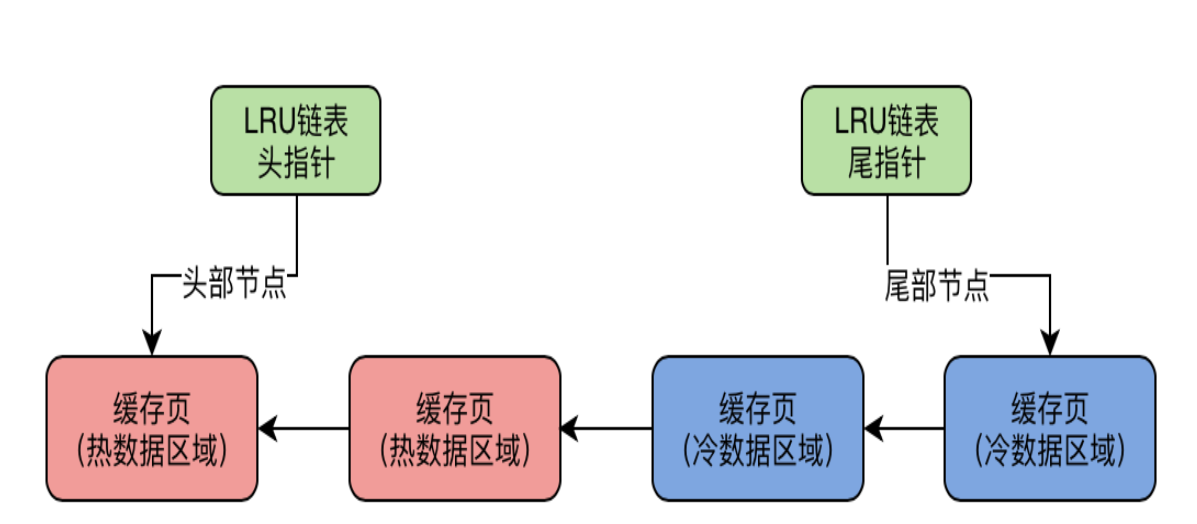 LRU链表
头指针
LRU链表
尾指针
头部节点
尾部节点
缓存页
(热数据区域)
缓存页
(热数据区域)
缓存页
(冷数据区域)
缓存页
(冷数据区域)